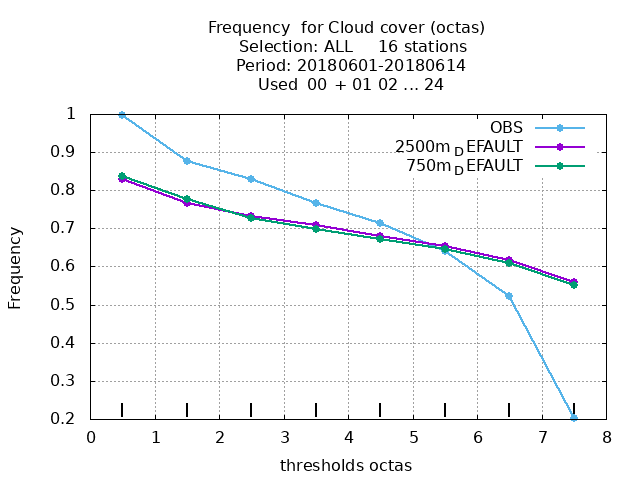 Frequency  for Cloud cover (octas)
Selection: ALL     16 stations
Period: 20180601-20180614
Used  00  + 01 02 ... 24
OBS
2500m_DEFAULT
750m_DEFAULT
1
0.9
0.8
0.7
0.6
0.5
0.4
0.3
0.2
Frequency
0 1 2 3 4 5 6 7 8
thresholds octas